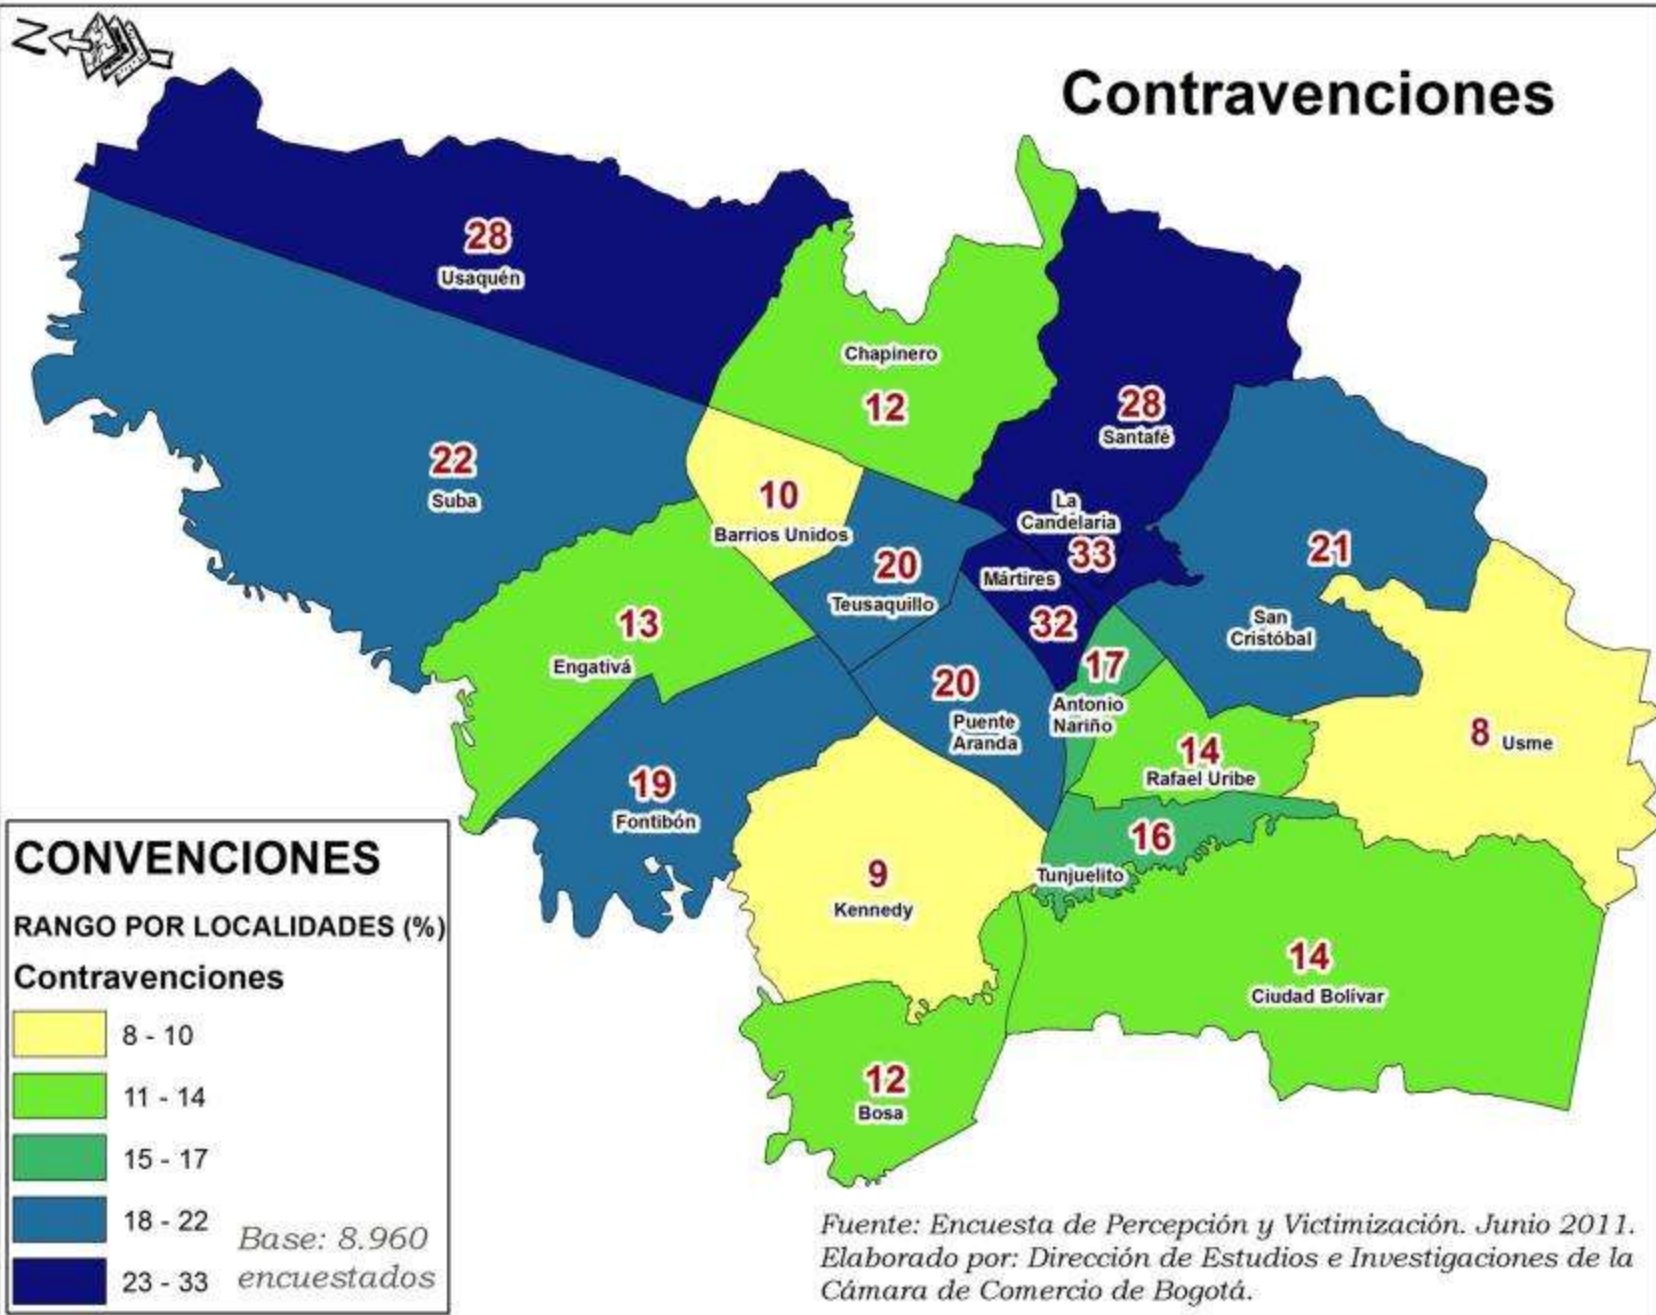 N
Contravenciones
28
Usaquén
Chapinero
12
28
Santafé
22
Suba
10
Barrios Unidos
La
Candelaria
33
20
Teusaquillo
Mártires
32
21
San
Cristóbal
13
Engativá
17
Antonio
Nariño
20
Puente
Aranda
8 Usme
14
Rafael Uribe
19
Fontibón
16
Tunjuelito
9
Kennedy
14
Ciudad Bolívar
12
Bosa
CONVENCIONES
RANGO POR LOCALIDADES (%)
Contravenciones
8 - 10
11 - 14
15 - 17
18 - 22
23 - 33
Base: 8.960
encuestados
Fuente: Encuesta de Percepción y Victimización. Junio 2011.
Elaborado por: Dirección de Estudios e Investigaciones de la
Cámara de Comercio de Bogotá.